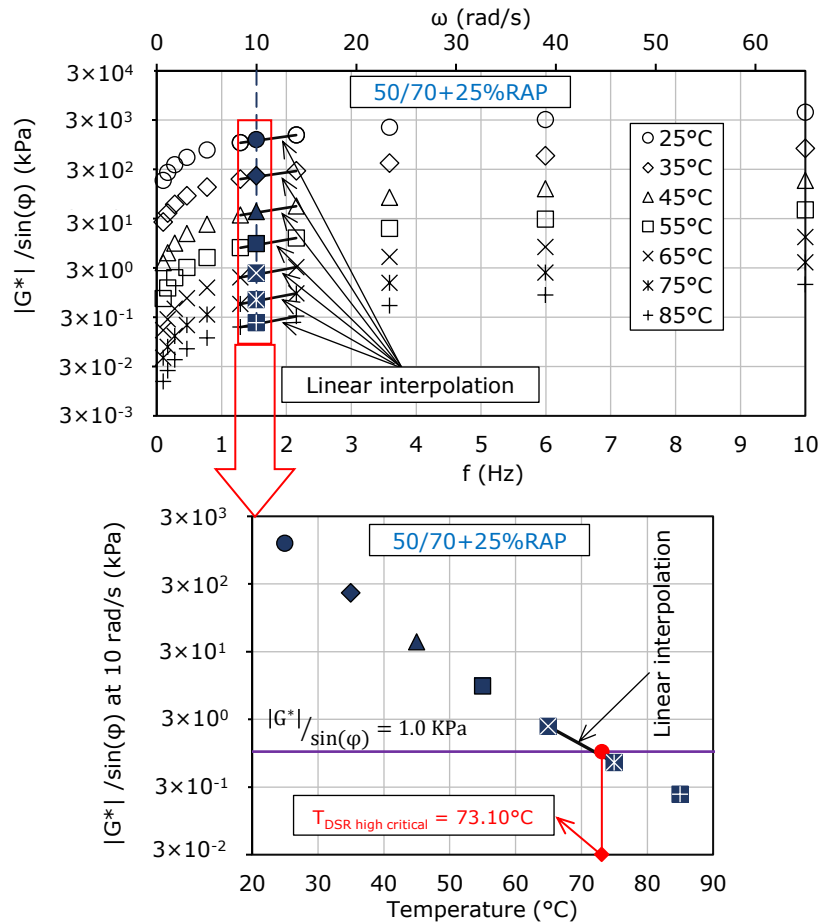 ω (rad/s)
0 10 20 30 40 50 60
3×10⁴
3×10³
3×10²
3×10¹
3×10⁰
3×10⁻¹
3×10⁻²
3×10⁻³
|G*| /sin(φ) (kPa)
50/70+25%RAP
25°C
35°C
45°C
55°C
65°C
75°C
85°C
Linear interpolation
0 1 2 3 4 5 6 7 8 9 10
f (Hz)
3×10³
3×10²
3×10¹
3×10⁰
3×10⁻¹
3×10⁻²
|G*| /sin(φ) at 10 rad/s (kPa)
50/70+25%RAP
Linear interpolation
|G*|/sin(φ) = 1.0 KPa
T_DSR high critical = 73.10°C
20 30 40 50 60 70 80 90
Temperature (°C)